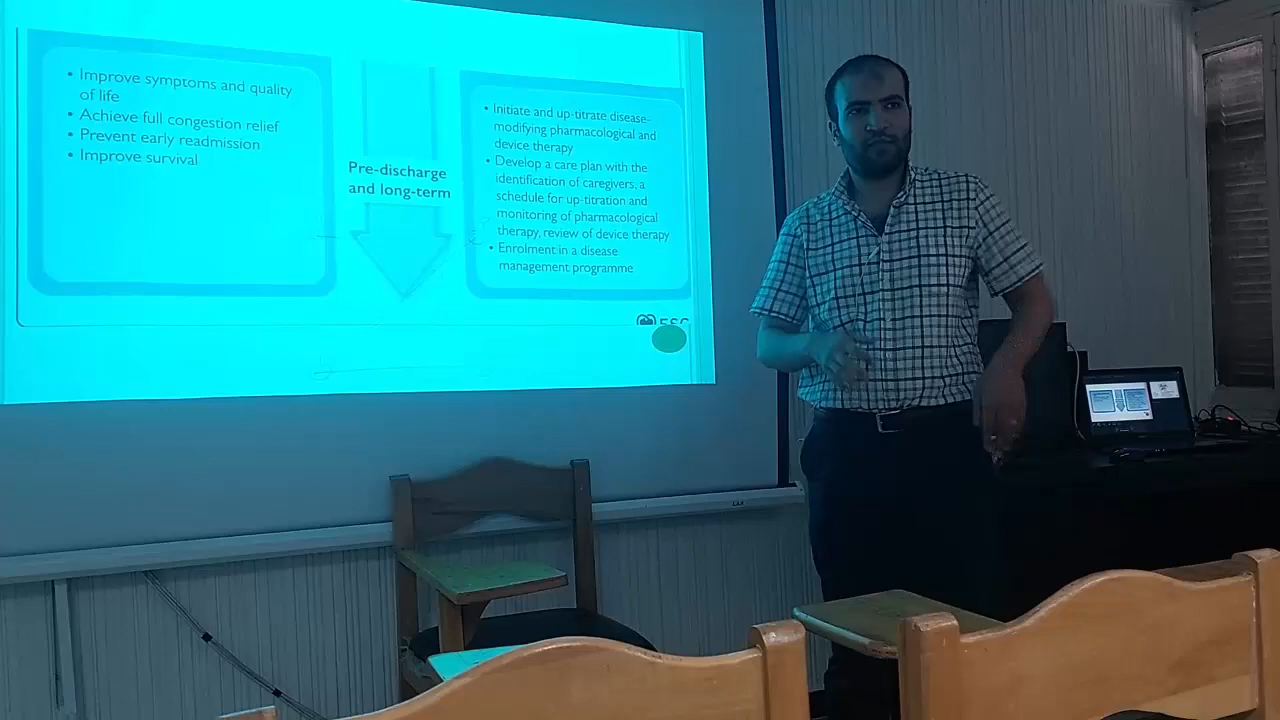 • Improve symptoms and quality
of life
• Achieve full congestion relief
• Prevent early readmission
• Improve survival
Pre-discharge
and long-term
• Initiate and up-titrate disease-
modifying pharmacological and
device therapy
• Develop a care plan with the
identification of caregivers, a
schedule for up-titration and
monitoring of pharmacological
therapy, review of device therapy
• Enrolment in a disease
management programme
ESC